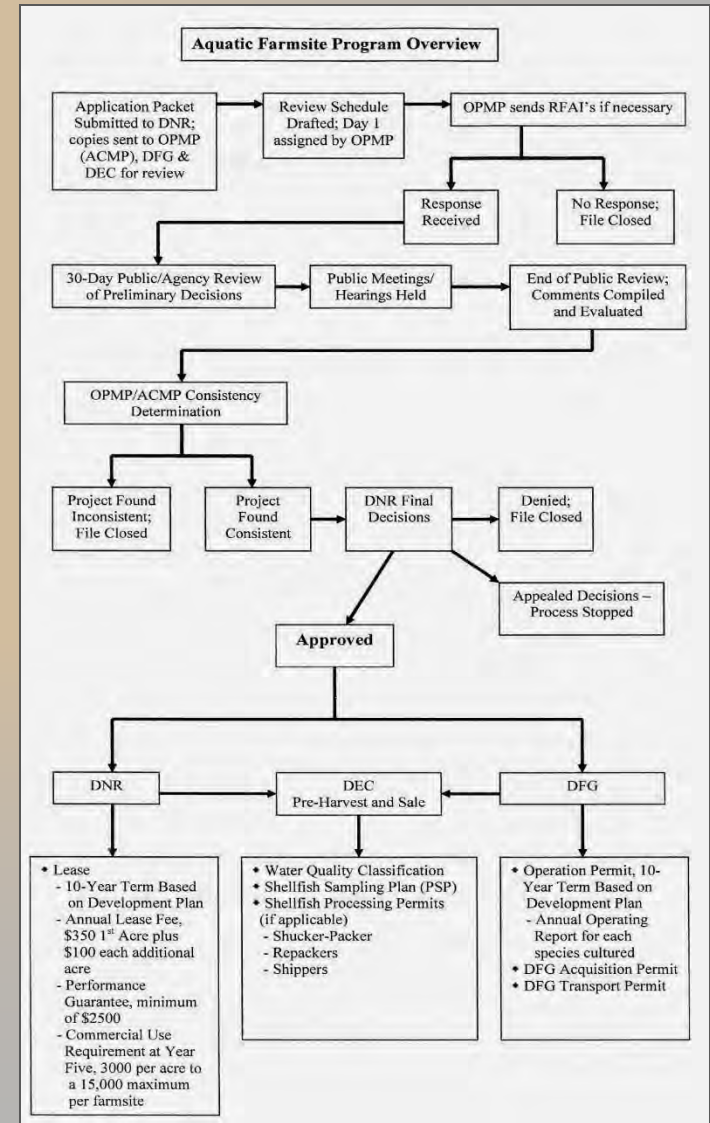 Aquatic Farmsite Program Overview
Application Packet
Submitted to DNR;
copies sent to OPMP
(ACMP), DFG &
DEC for review
Review Schedule
Drafted; Day 1
assigned by OPMP
OPMP sends RFAI's if necessary
Response
Received
No Response;
File Closed
30-Day Public/Agency Review
of Preliminary Decisions
Public Meetings/
Hearings Held
End of Public Review;
Comments Compiled
and Evaluated
OPMP/ACMP Consistency
Determination
Project Found
Inconsistent;
File Closed
Project
Found
Consistent
DNR Final
Decisions
Denied;
File Closed
Appealed Decisions –
Process Stopped
Approved
DNR
DEC
Pre-Harvest and Sale
DFG
◆ Lease
- 10-Year Term Based
on Development Plan
- Annual Lease Fee,
$350 1st Acre plus
$100 each additional
acre
- Performance
Guarantee, minimum
of $2500
- Commercial Use
Requirement at Year
Five, 3000 per acre to
a 15,000 maximum
per farmsite
◆ Water Quality Classification
◆ Shellfish Sampling Plan (PSP)
◆ Shellfish Processing Permits
(if applicable)
- Shucker-Packer
- Repackers
- Shippers
◆ Operation Permit, 10-
Year Term Based on
Development Plan
- Annual Operating
Report for each
species cultured
◆ DFG Acquisition Permit
◆ DFG Transport Permit